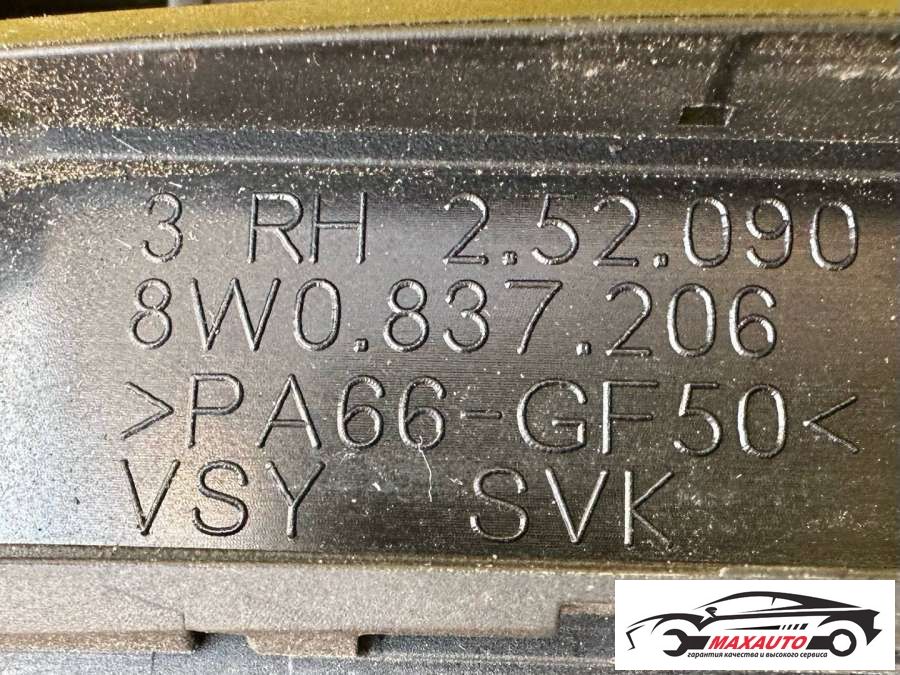 3 RH 2.52.090
8W0.837.206
>PA66-GF50<
VSY SVK
MAXAUTO
гарантия качества и высокого сервиса